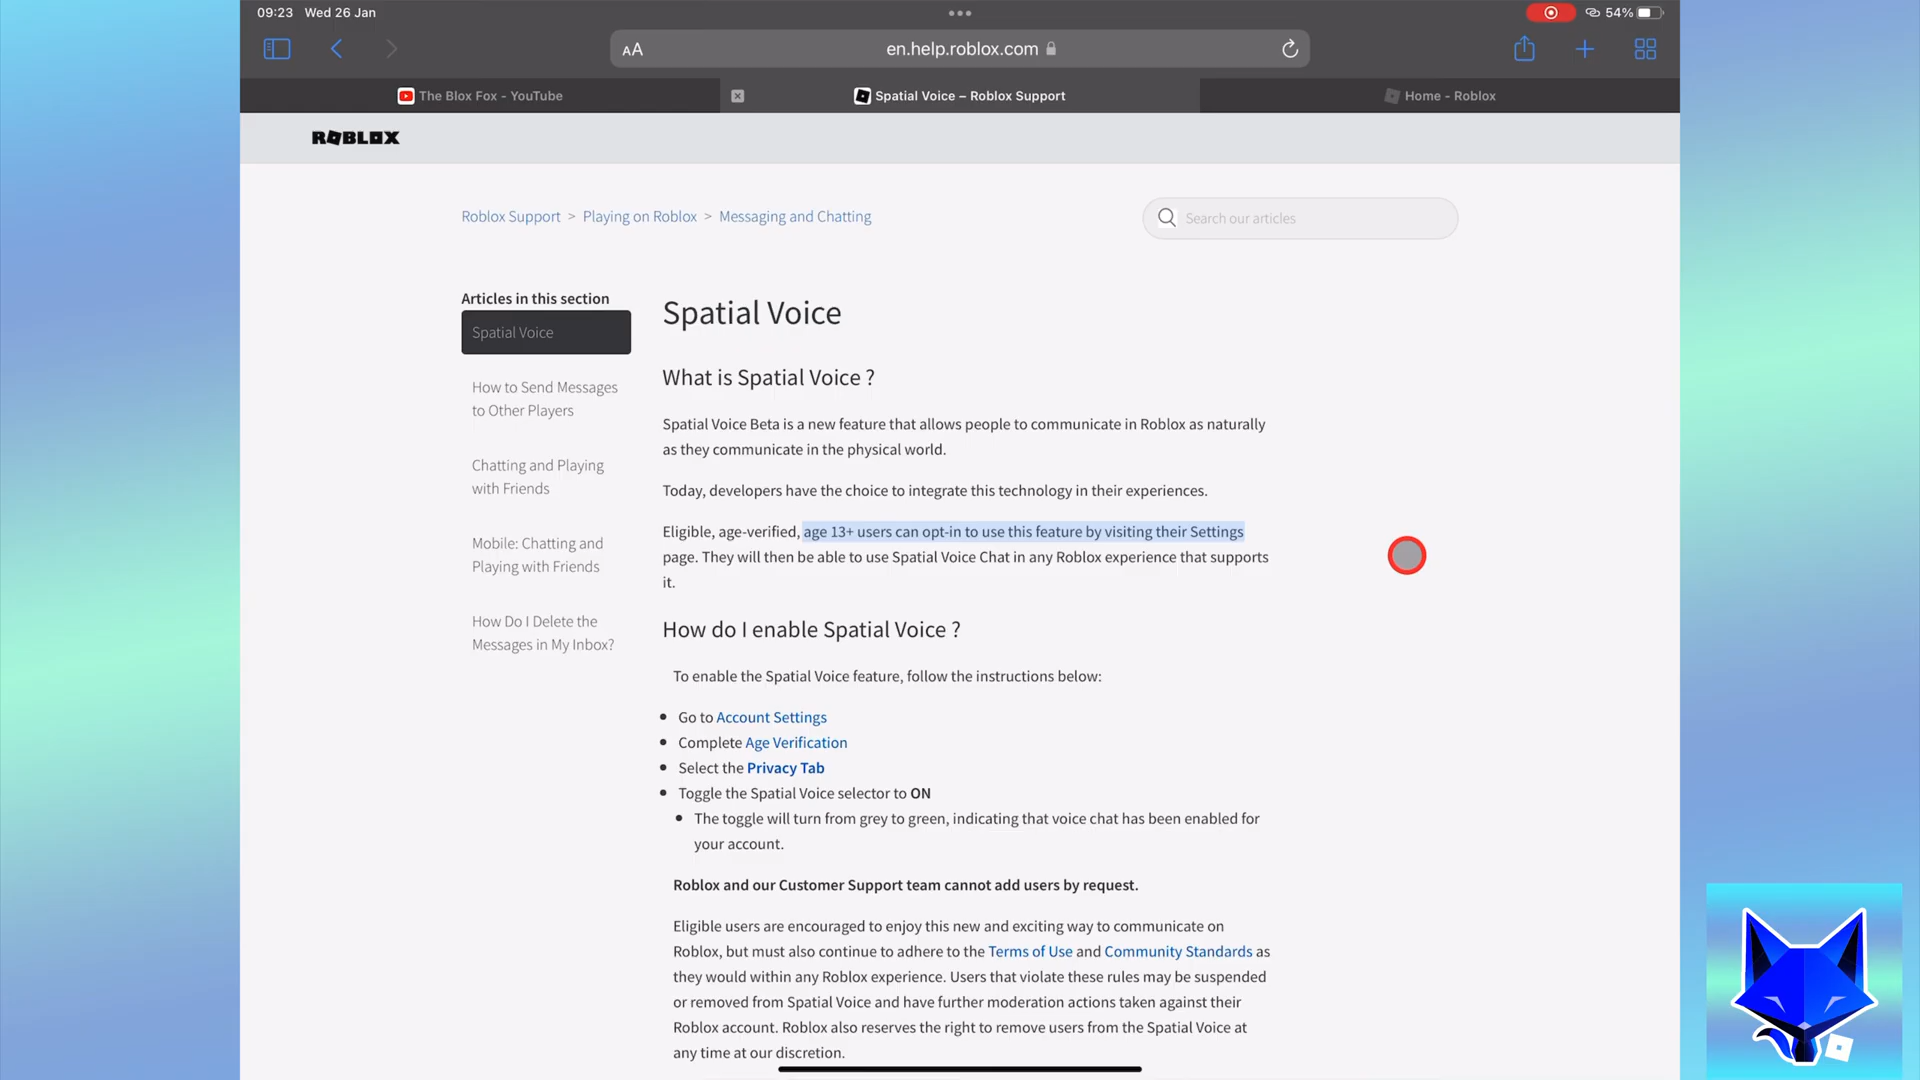 09:23 Wed 26 Jan
54%
AA
en.help.roblox.com
The Blox Fox - YouTube
Spatial Voice – Roblox Support
Home - Roblox
ROBLOX
Roblox Support > Playing on Roblox > Messaging and Chatting
Search our articles
Articles in this section
Spatial Voice
How to Send Messages
to Other Players
Chatting and Playing
with Friends
Mobile: Chatting and
Playing with Friends
How Do I Delete the
Messages in My Inbox?
Spatial Voice
What is Spatial Voice ?
Spatial Voice Beta is a new feature that allows people to communicate in Roblox as naturally
as they communicate in the physical world.
Today, developers have the choice to integrate this technology in their experiences.
Eligible, age-verified, age 13+ users can opt-in to use this feature by visiting their Settings
page. They will then be able to use Spatial Voice Chat in any Roblox experience that supports
it.
How do I enable Spatial Voice ?
To enable the Spatial Voice feature, follow the instructions below:
Go to Account Settings
Complete Age Verification
Select the Privacy Tab
Toggle the Spatial Voice selector to ON
The toggle will turn from grey to green, indicating that voice chat has been enabled for
your account.
Roblox and our Customer Support team cannot add users by request.
Eligible users are encouraged to enjoy this new and exciting way to communicate on
Roblox, but must also continue to adhere to the Terms of Use and Community Standards as
they would within any Roblox experience. Users that violate these rules may be suspended
or removed from Spatial Voice and have further moderation actions taken against their
Roblox account. Roblox also reserves the right to remove users from the Spatial Voice at
any time at our discretion.